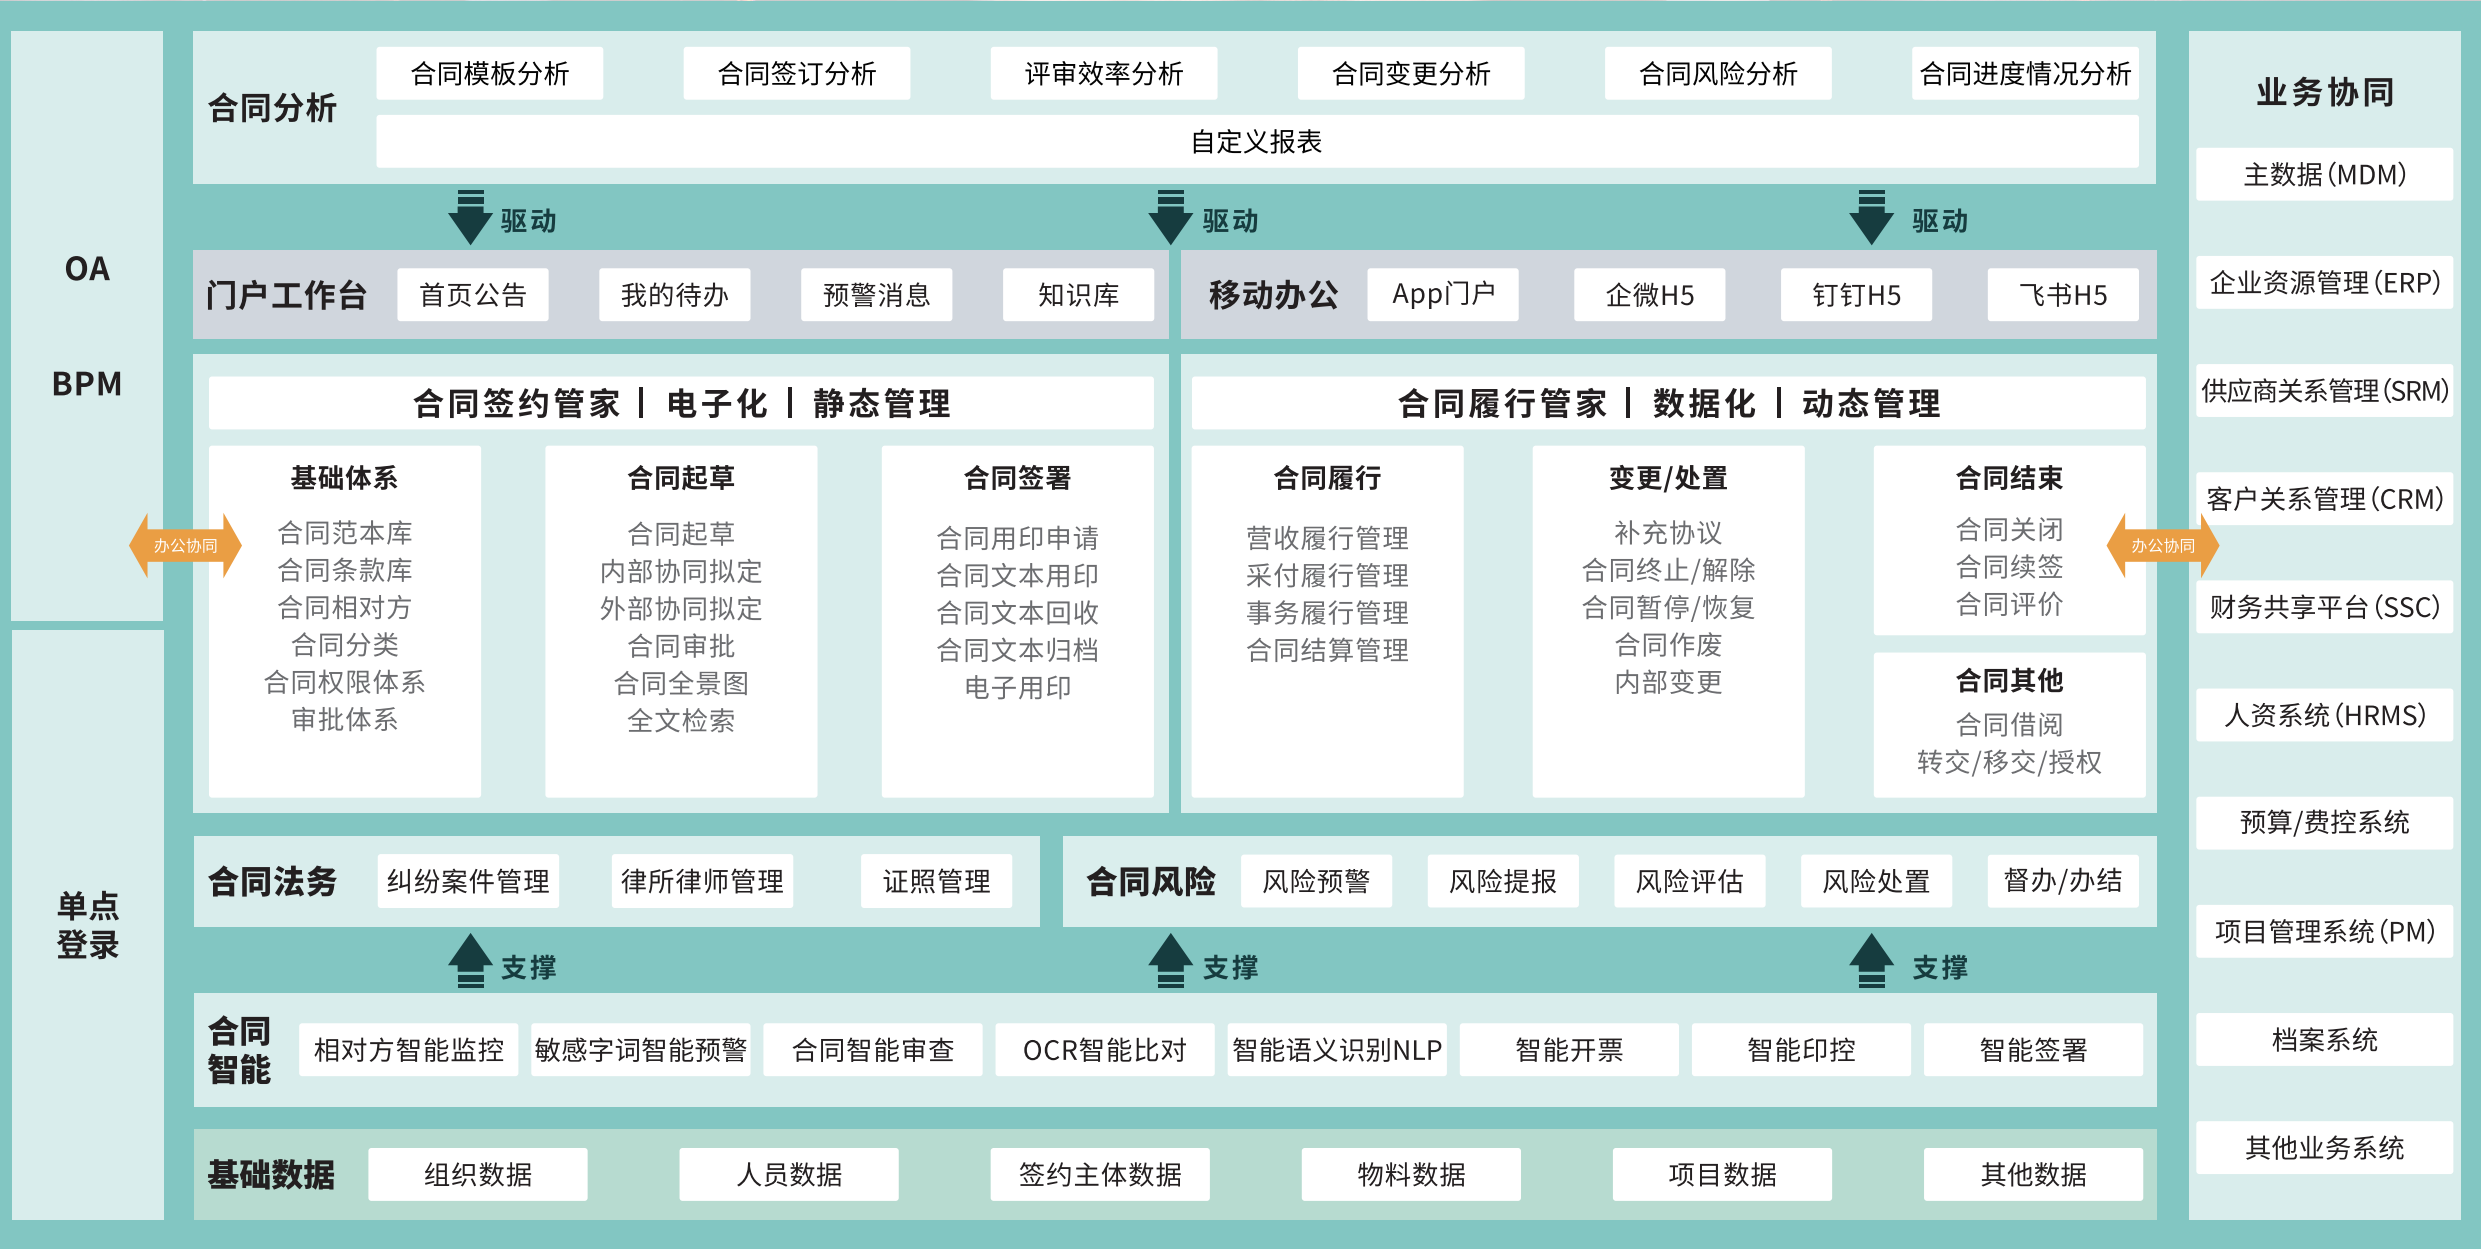 OA
BPM
办公协同
单点
登录
合同分析
合同模板分析
合同签订分析
评审效率分析
合同变更分析
合同风险分析
合同进度情况分析
自定义报表
驱动
驱动
驱动
门户工作台
首页公告
我的待办
预警消息
知识库
移动办公
App门户
企微H5
钉钉H5
飞书H5
合同签约管家 | 电子化 | 静态管理
基础体系
合同范本库
合同条款库
合同相对方
合同分类
合同权限体系
审批体系
合同起草
合同起草
内部协同拟定
外部协同拟定
合同审批
合同全景图
全文检索
合同签署
合同用印申请
合同文本用印
合同文本回收
合同文本归档
电子用印
合同履行管家 | 数据化 | 动态管理
合同履行
营收履行管理
采付履行管理
事务履行管理
合同结算管理
变更/处置
补充协议
合同终止/解除
合同暂停/恢复
合同作废
内部变更
合同结束
合同关闭
合同续签
合同评价
合同其他
合同借阅
转交/移交/授权
办公协同
合同法务
纠纷案件管理
律所律师管理
证照管理
合同风险
风险预警
风险提报
风险评估
风险处置
督办/办结
支撑
支撑
支撑
合同
智能
相对方智能监控
敏感字词智能预警
合同智能审查
OCR智能比对
智能语义识别NLP
智能开票
智能印控
智能签署
基础数据
组织数据
人员数据
签约主体数据
物料数据
项目数据
其他数据
业务协同
主数据（MDM）
企业资源管理（ERP）
供应商关系管理（SRM）
客户关系管理（CRM）
财务共享平台（SSC）
人资系统（HRMS）
预算/费控系统
项目管理系统（PM）
档案系统
其他业务系统